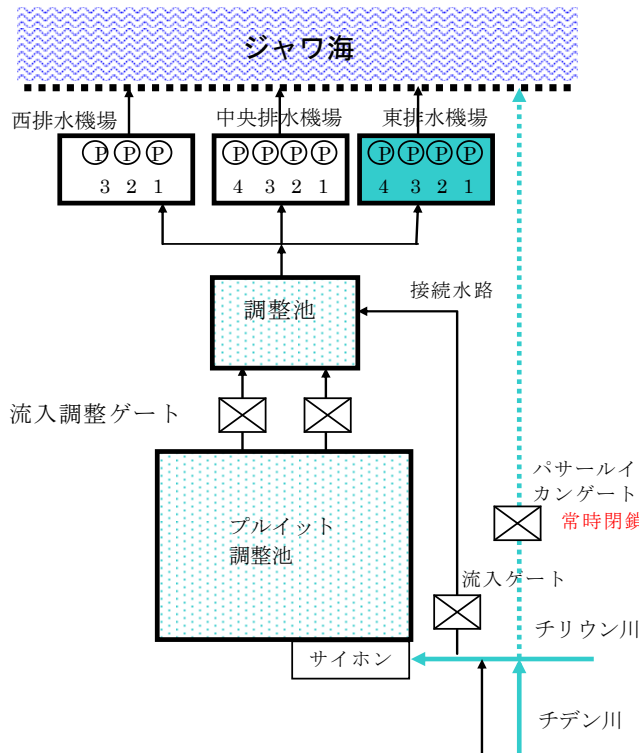 ジャワ海
西排水機場
中央排水機場
東排水機場
P P P
P P P P
P P P P
3 2 1
4 3 2 1
4 3 2 1
調整池
接続水路
流入調整ゲート
パサールイ
カンゲート
常時閉鎖
プルイット
調整池
流入ゲート
チリウン川
サイホン
チデン川